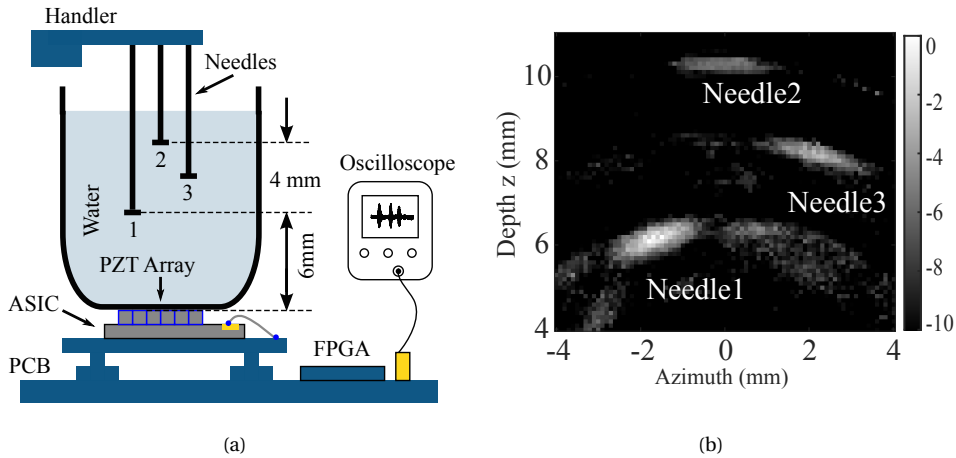 Handler
Needles
2
3
1
4 mm
6mm
Water
PZT Array
ASIC
PCB
FPGA
Oscilloscope
(a)
10
8
6
4
Depth z (mm)
-4
-2
0
2
4
Azimuth (mm)
Needle2
Needle3
Needle1
0
-2
-4
-6
-8
-10
(b)